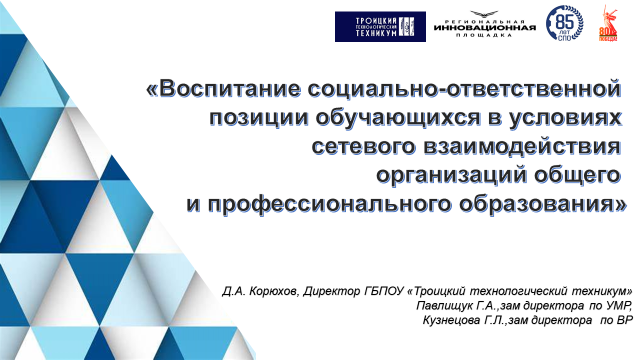 ТРОИЦКИЙ
ТЕХНОЛОГИЧЕСКИЙ
ТЕХНИКУМ
РЕГИОНАЛЬНАЯ
ИННОВАЦИОННАЯ
ПЛОЩАДКА
85
лет
СПО
«Воспитание социально-ответственной
позиции обучающихся в условиях
сетевого взаимодействия
организаций общего
и профессионального образования»
Д.А. Корюхов, Директор ГБПОУ «Троицкий технологический техникум»
Павлищук Г.А.,зам директора по УМР,
Кузнецова Г.Л.,зам директора по ВР